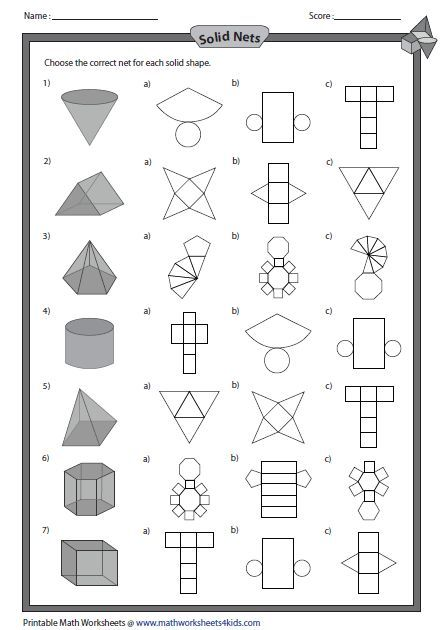 Name : Score :
Solid Nets
Choose the correct net for each solid shape.
1) a) b) c)
2) a) b) c)
3) a) b) c)
4) a) b) c)
5) a) b) c)
6) a) b) c)
7) a) b) c)
Printable Math Worksheets @ www.mathworksheets4kids.com